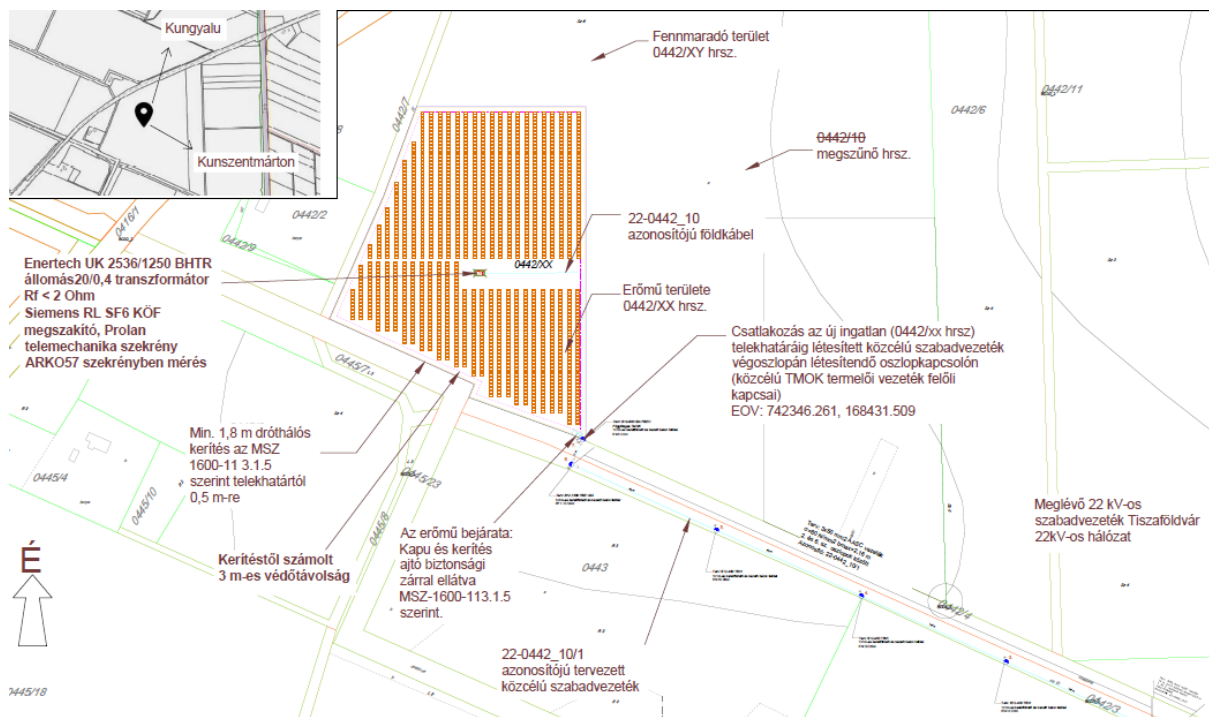 Kungyalu
Kunszentmárton
Fennmaradó terület
0442/XY hrsz.
0442/7
0442/11
0442/6
0442/10
megszűnő hrsz.
0416/1
0442/2
0442/9
22-0442_10
azonosítójú földkábel
0442/XX
Enertech UK 2536/1250 BHTR
állomás20/0,4 transzformátor
Rf < 2 Ohm
Siemens RL SF6 KÖF
megszakító, Prolan
telemechanika szekrény
ARKO57 szekrényben mérés
Erőmű területe
0442/XX hrsz.
Csatlakozás az új ingatlan (0442/xx hrsz)
telekhatáráig létesített közcélú szabadvezeték
végoszlopán létesítendő oszlopkapcsolón
(közcélú TMOK termelői vezeték felőli
kapcsai)
EOV: 742346.261, 168431.509
0445/7
Min. 1,8 m dróthálós
kerítés az MSZ
1600-11 3.1.5
szerint telekhatártól
0,5 m-re
0445/4
0445/10
0445/23
0445/8
Kerítéstől számolt
3 m-es védőtávolság
Az erőmű bejárata:
Kapu és kerítés
ajtó biztonsági
zárral ellátva
MSZ-1600-113.1.5
szerint.
0443
Meglévő 22 kV-os
szabadvezeték Tiszaföldvár
22kV-os hálózat
É
22-0442_10/1
azonosítójú tervezett
közcélú szabadvezeték
0442/4
0442/3
0445/18